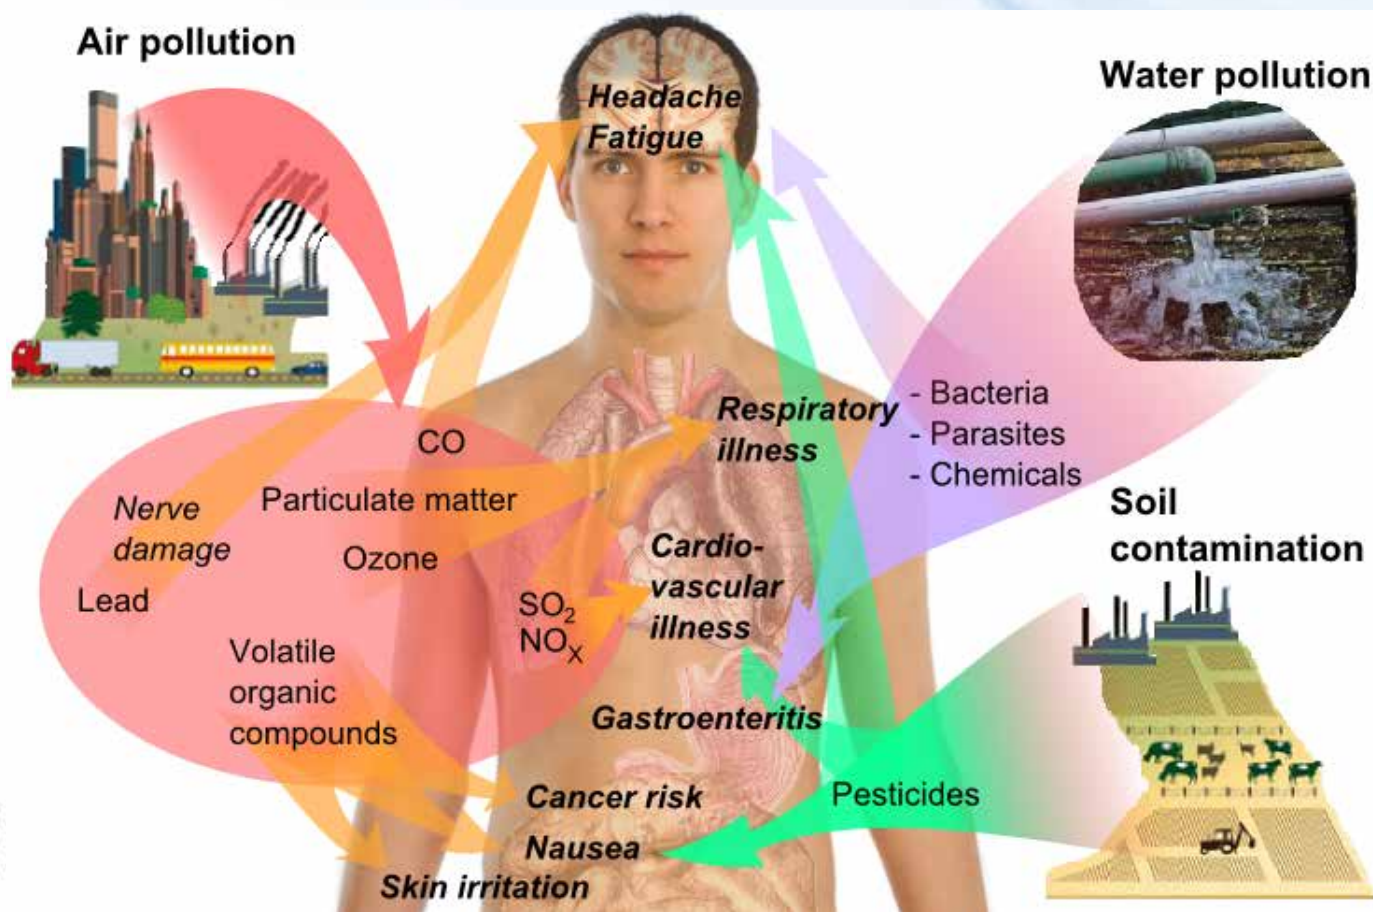 Air pollution
Water pollution
Headache
Fatigue
Respiratory
illness
- Bacteria
- Parasites
- Chemicals
CO
Particulate matter
Nerve
damage
Ozone
Lead
Cardio-
vascular
illness
SO₂
NOₓ
Soil
contamination
Volatile
organic
compounds
Gastroenteritis
Pesticides
Cancer risk
Nausea
Skin irritation